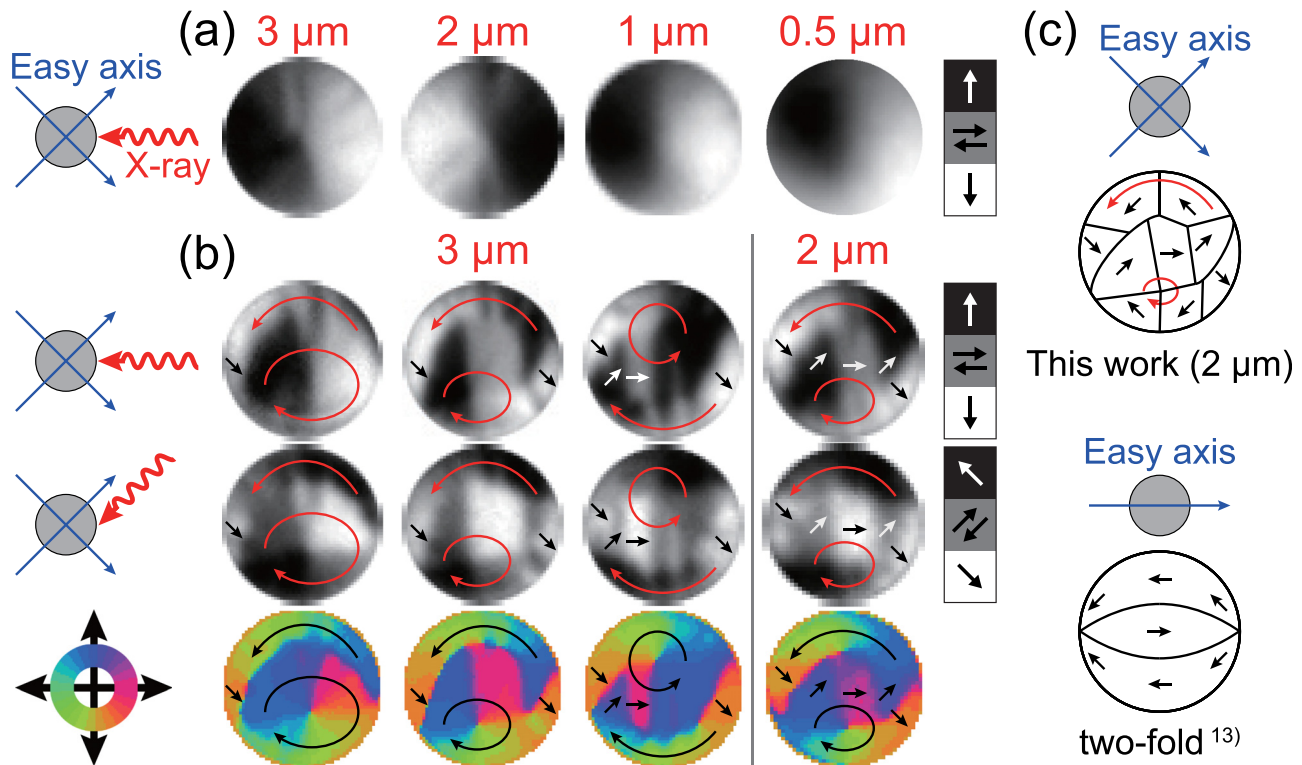 (a)
3 µm
2 µm
1 µm
0.5 µm
(c)
Easy axis
X-ray
Easy axis
(b)
3 µm
2 µm
This work (2 µm)
Easy axis
two-fold 13)